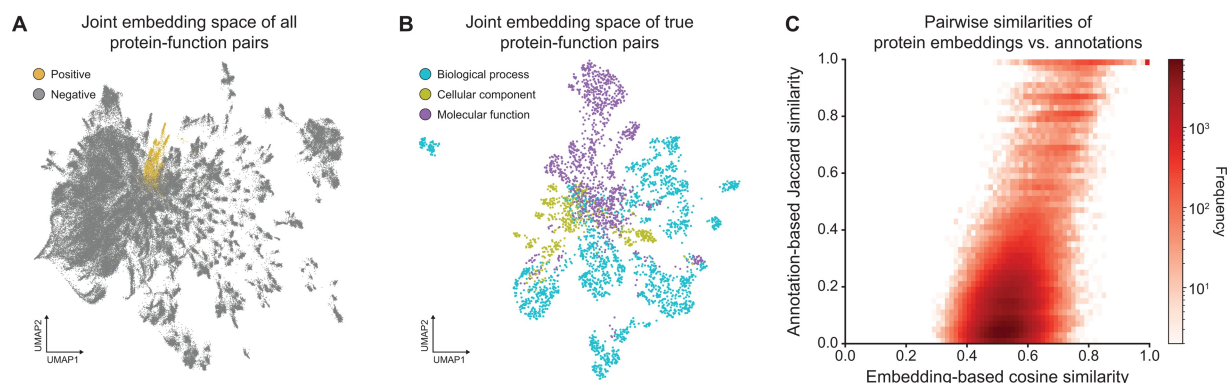 A
Joint embedding space of all
protein-function pairs
Positive
Negative
UMAP2
UMAP1
B
Joint embedding space of true
protein-function pairs
Biological process
Cellular component
Molecular function
UMAP2
UMAP1
C
Pairwise similarities of
protein embeddings vs. annotations
Annotation-based Jaccard similarity
1.0
0.8
0.6
0.4
0.2
0.0
0.0 0.2 0.4 0.6 0.8 1.0
Embedding-based cosine similarity
10³
10²
10¹
Frequency